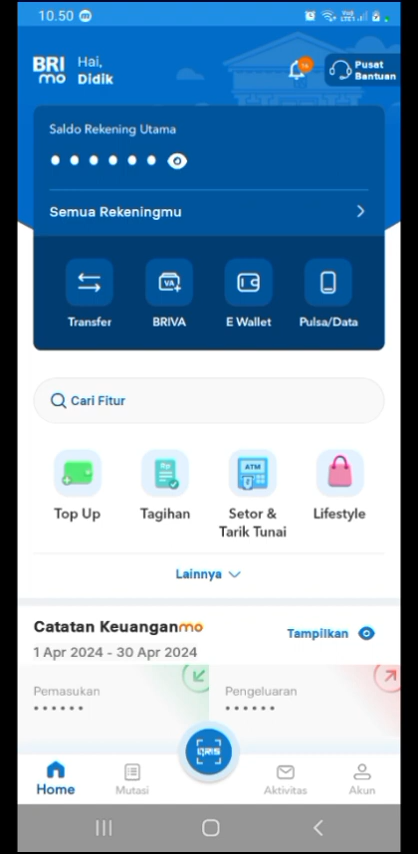 10.50
BRI
mo
Hai,
Didik
Pusat
Bantuan
Saldo Rekening Utama
Semua Rekeningmu
Transfer
BRIVA
E Wallet
Pulsa/Data
Cari Fitur
Top Up
Tagihan
Setor &
Tarik Tunai
Lifestyle
Lainnya
Catatan Keuanganmo
Tampilkan
1 Apr 2024 - 30 Apr 2024
Pemasukan
Pengeluaran
QRIS
Home
Mutasi
Aktivitas
Akun